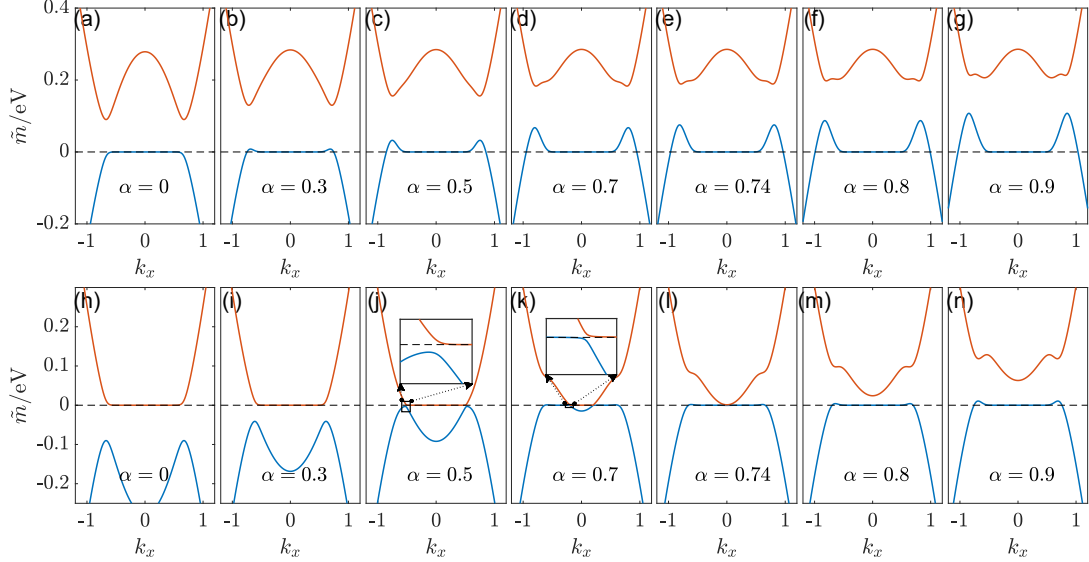 (a) (b) (c) (d) (e) (f) (g)
0.4
0.2
0
-0.2
m̃/eV
α = 0 α = 0.3 α = 0.5 α = 0.7 α = 0.74 α = 0.8 α = 0.9
-1 0 1 -1 0 1 -1 0 1 -1 0 1 -1 0 1 -1 0 1 -1 0 1
kₓ kₓ kₓ kₓ kₓ kₓ kₓ
(h) (i) (j) (k) (l) (m) (n)
0.2
0.1
0
-0.1
-0.2
m̃/eV
α = 0 α = 0.3 α = 0.5 α = 0.7 α = 0.74 α = 0.8 α = 0.9
-1 0 1 -1 0 1 -1 0 1 -1 0 1 -1 0 1 -1 0 1 -1 0 1
kₓ kₓ kₓ kₓ kₓ kₓ kₓ